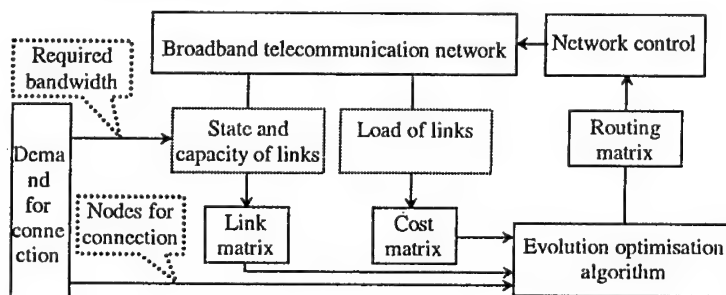 Required
bandwidth
Broadband telecommunication network
Network control
State and
capacity of links
Load of links
Routing
matrix
Dema
nd
for
conne
ction
Nodes for
connection
Link
matrix
Cost
matrix
Evolution optimisation
algorithm